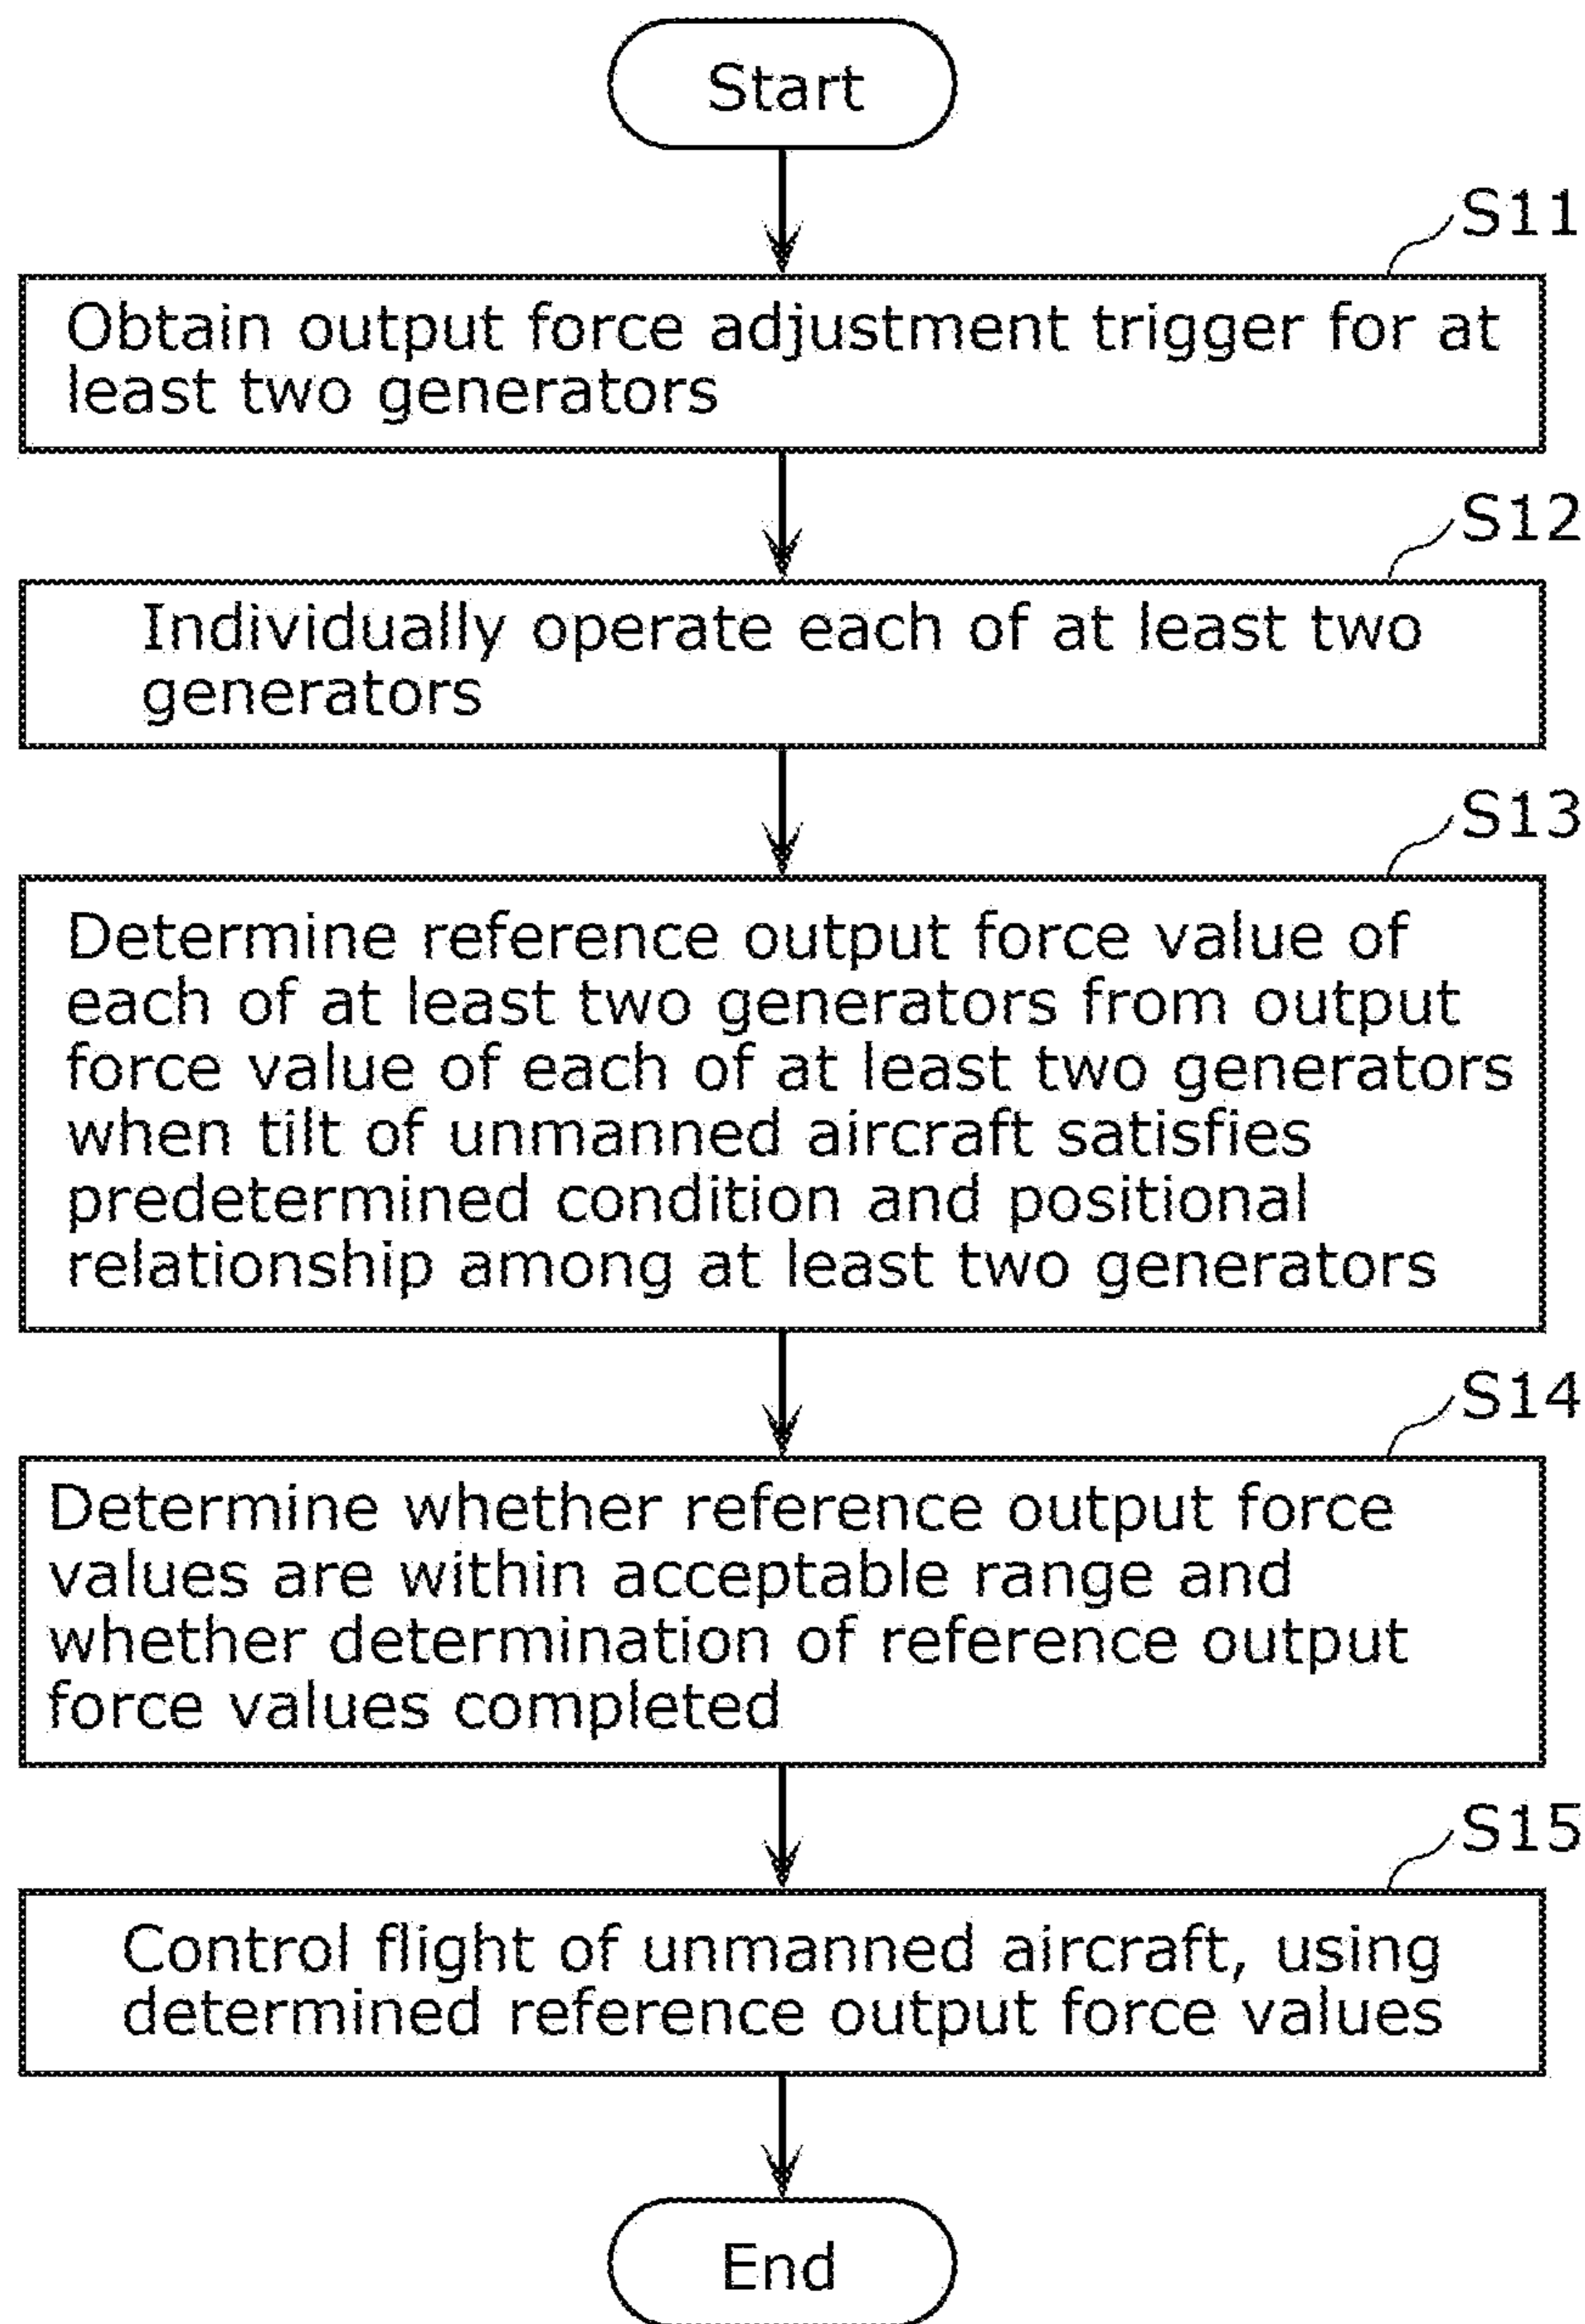 Start
S11
Obtain output force adjustment trigger for at
least two generators
S12
Individually operate each of at least two
generators
S13
Determine reference output force value of
each of at least two generators from output
force value of each of at least two generators
when tilt of unmanned aircraft satisfies
predetermined condition and positional
relationship among at least two generators
S14
Determine whether reference output force
values are within acceptable range and
whether determination of reference output
force values completed
S15
Control flight of unmanned aircraft, using
determined reference output force values
End